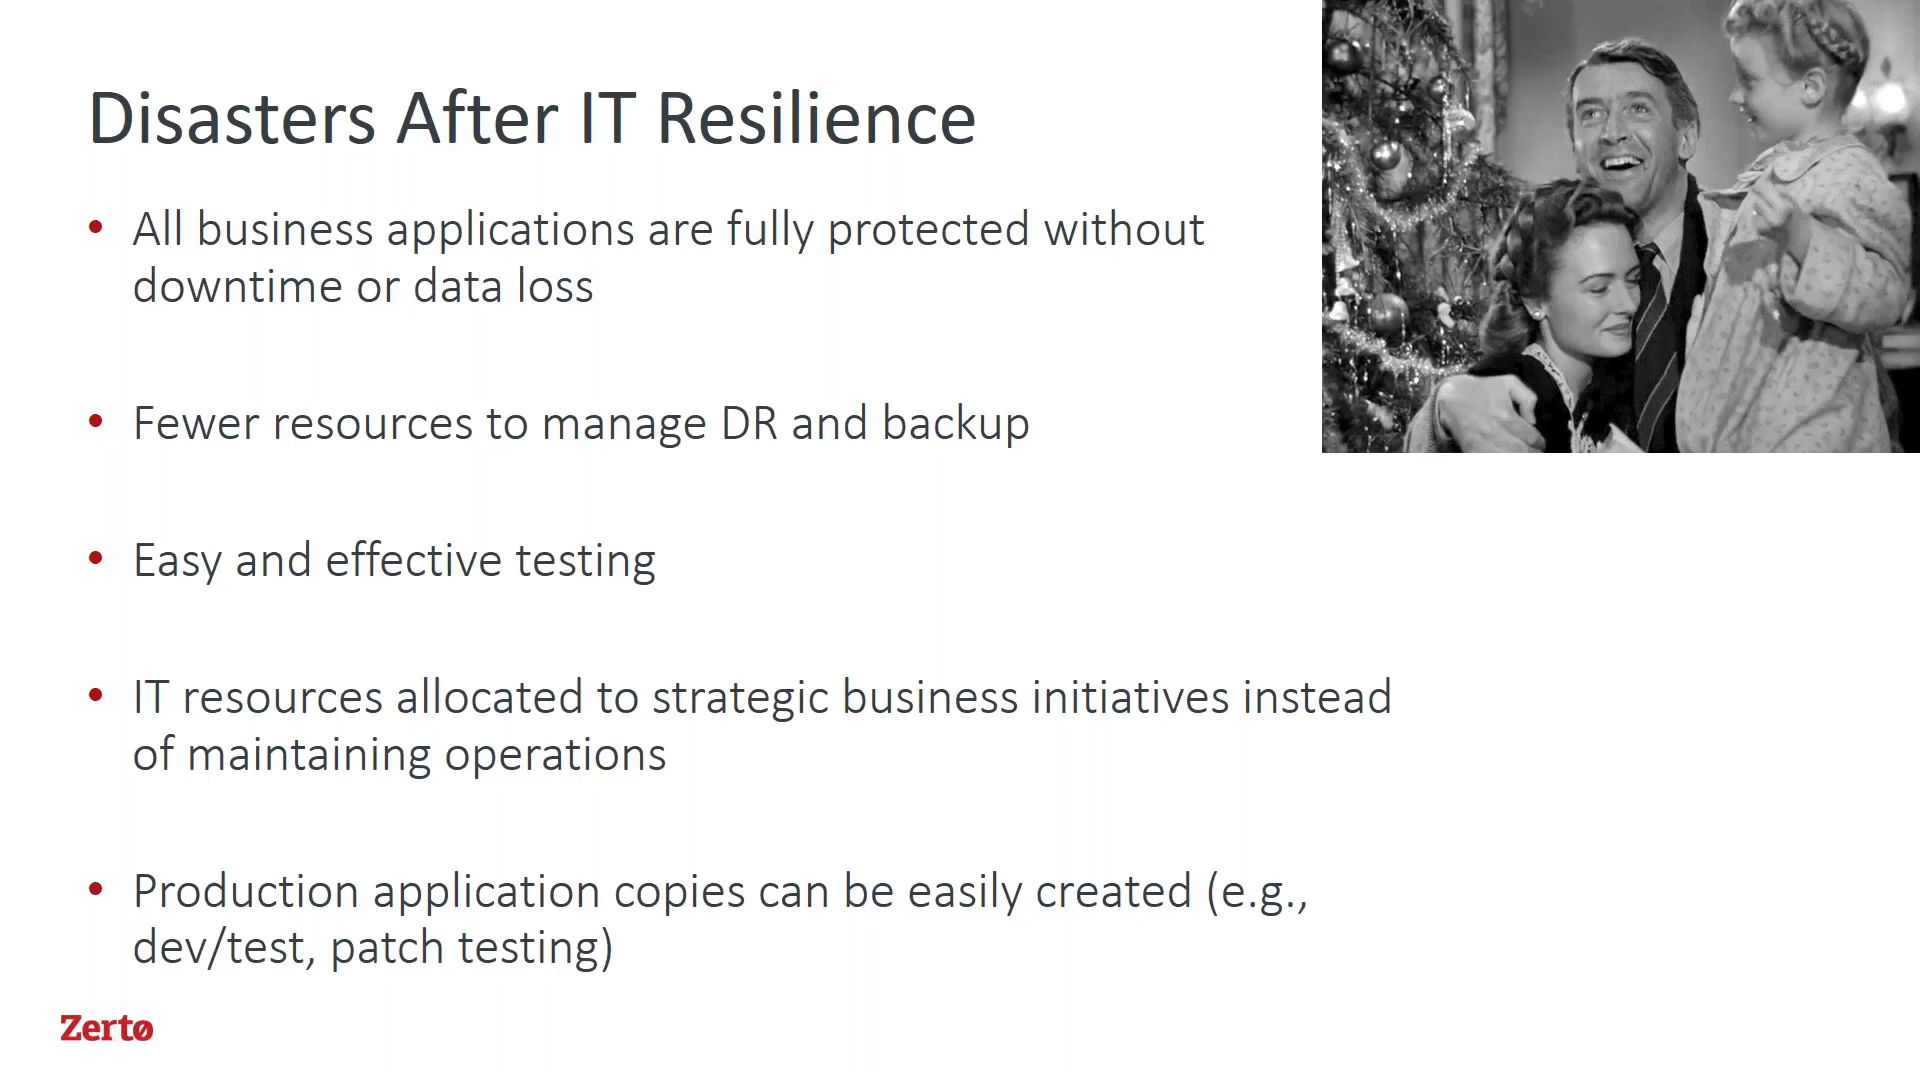 Disasters After IT Resilience
• All business applications are fully protected without
downtime or data loss
• Fewer resources to manage DR and backup
• Easy and effective testing
• IT resources allocated to strategic business initiatives instead
of maintaining operations
• Production application copies can be easily created (e.g.,
dev/test, patch testing)
Zerto